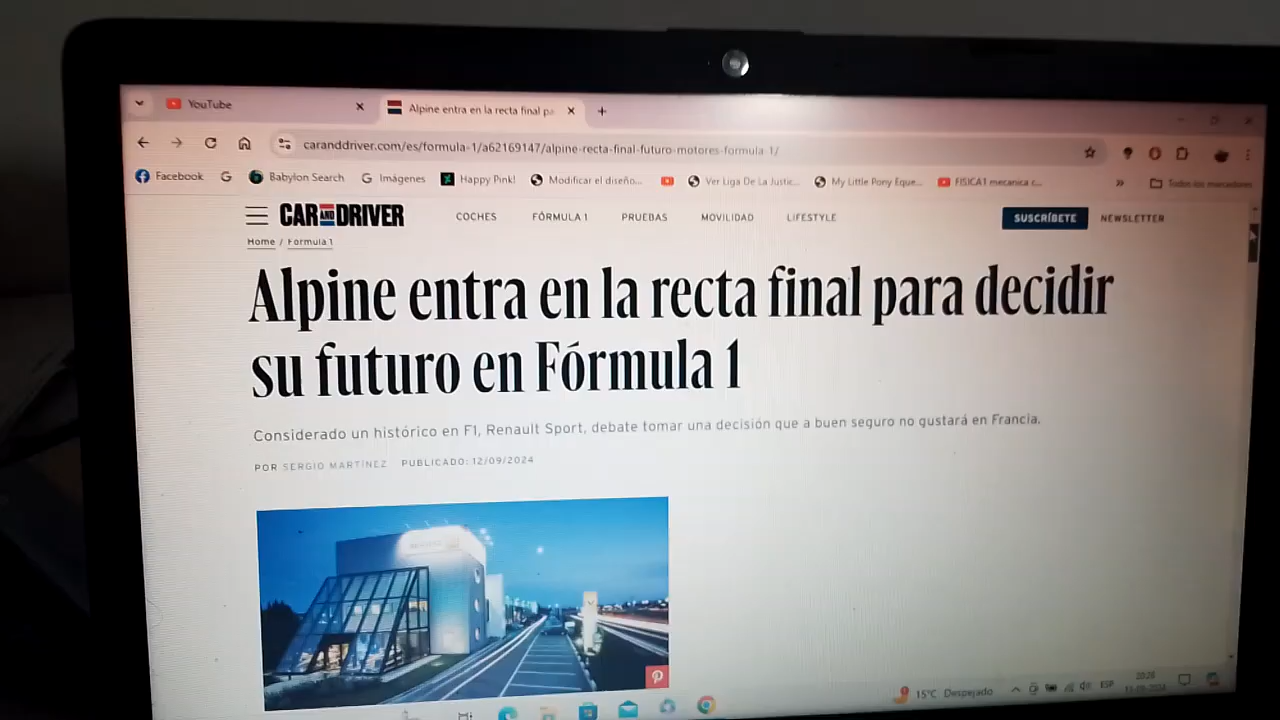 YouTube
Alpine entra en la recta final pa
caranddriver.com/es/formula-1/a62169147/alpine-recta-final-futuro-motores-formula-1/
Facebook
Babylon Search
Imágenes
Happy Pink!
Modificar el diseño...
Ver Liga De La Justic...
My Little Pony Eque...
FISICA1 mecanica c...
»
Todos los marcadores
CAR AND DRIVER
COCHES
FÓRMULA 1
PRUEBAS
MOVILIDAD
LIFESTYLE
SUSCRÍBETE
NEWSLETTER
Home / Formula 1
Alpine entra en la recta final para decidir
su futuro en Fórmula 1
Considerado un histórico en F1, Renault Sport, debate tomar una decisión que a buen seguro no gustará en Francia.
POR SERGIO MARTÍNEZ PUBLICADO: 12/09/2024
15°C Despejado
ESP